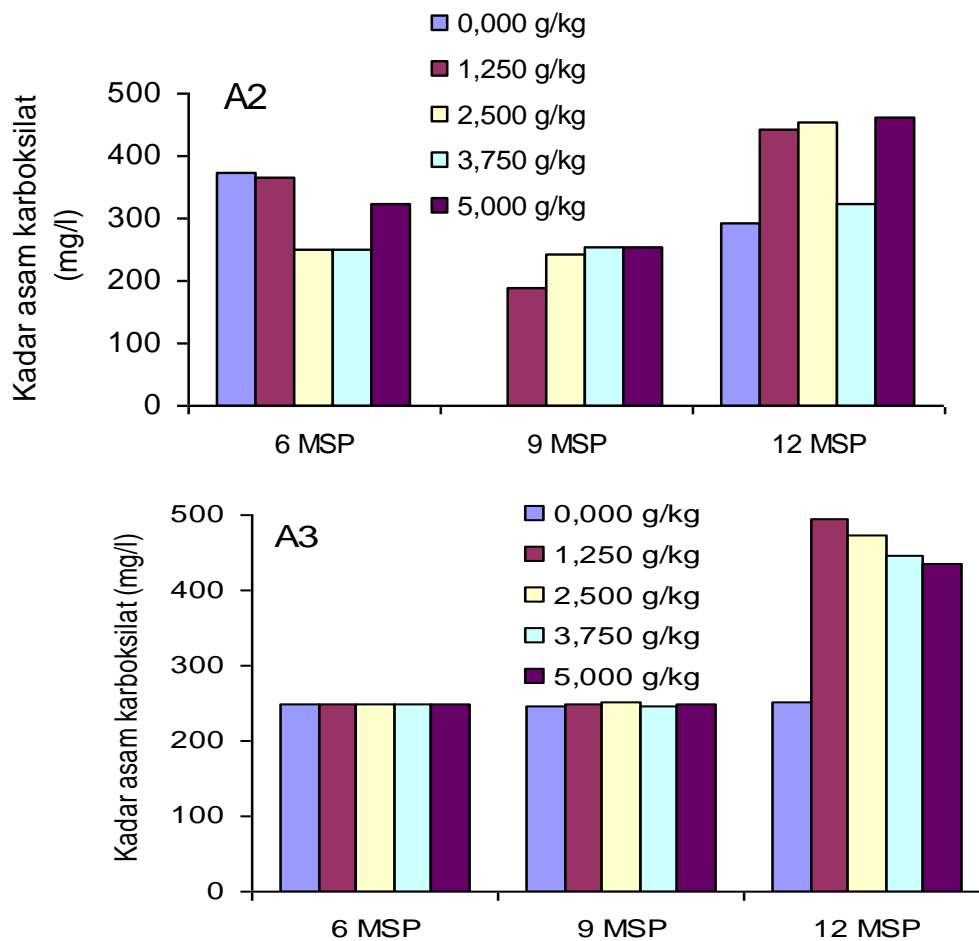 0,000 g/kg
1,250 g/kg
2,500 g/kg
3,750 g/kg
5,000 g/kg
A2
Kadar asam karboksilat
(mg/l)
500
400
300
200
100
0
6 MSP
9 MSP
12 MSP
A3
0,000 g/kg
1,250 g/kg
2,500 g/kg
3,750 g/kg
5,000 g/kg
Kadar asam karboksilat (mg/l)
500
400
300
200
100
0
6 MSP
9 MSP
12 MSP